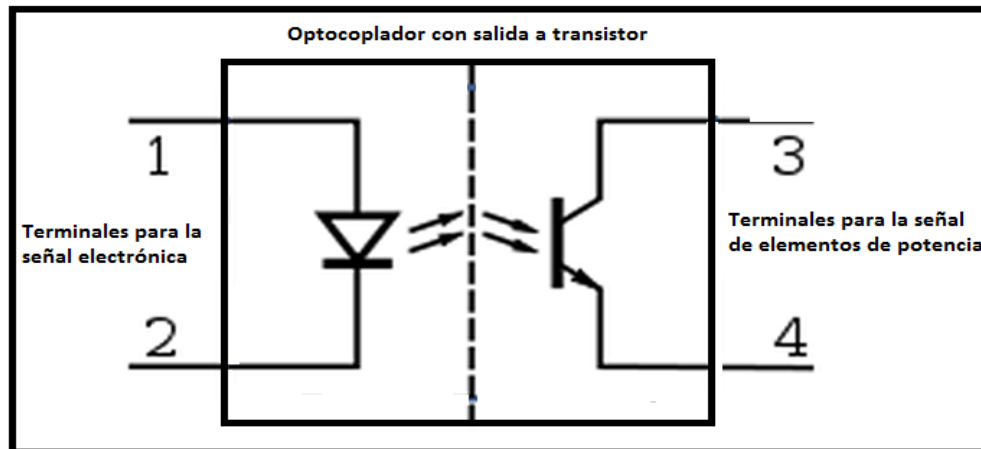 Optocoplador con salida a transistor
1
3
Terminales para la
señal electrónica
Terminales para la señal
de elementos de potencia
2
4